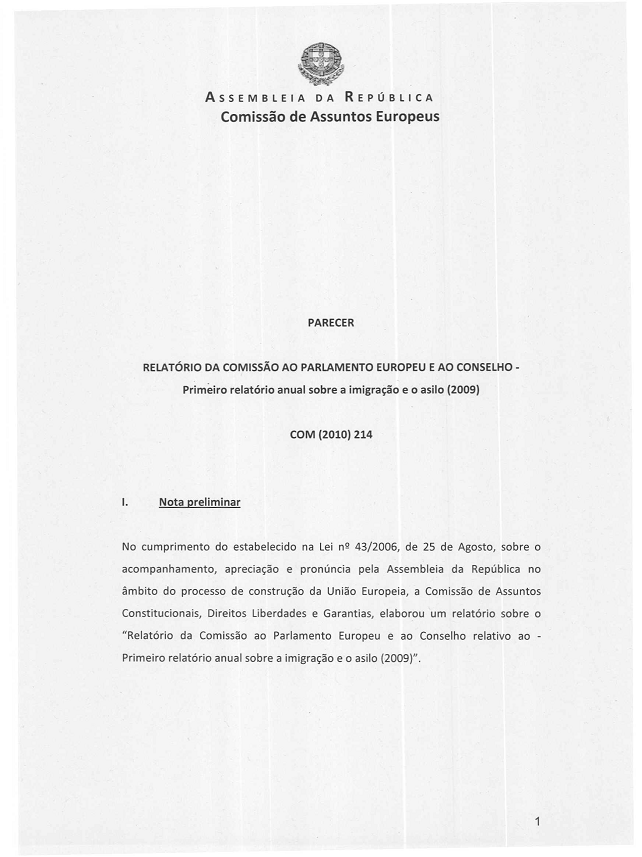 ASSEMBLEIA DA REPÚBLICA
Comissão de Assuntos Europeus
PARECER
RELATÓRIO DA COMISSÃO AO PARLAMENTO EUROPEU E AO CONSELHO -
Primeiro relatório anual sobre a imigração e o asilo (2009)
COM (2010) 214
I. Nota preliminar
No cumprimento do estabelecido na Lei nº 43/2006, de 25 de Agosto, sobre o
acompanhamento, apreciação e pronúncia pela Assembleia da República no
âmbito do processo de construção da União Europeia, a Comissão de Assuntos
Constitucionais, Direitos Liberdades e Garantias, elaborou um relatório sobre o
“Relatório da Comissão ao Parlamento Europeu e ao Conselho relativo ao -
Primeiro relatório anual sobre a imigração e o asilo (2009)”.
1